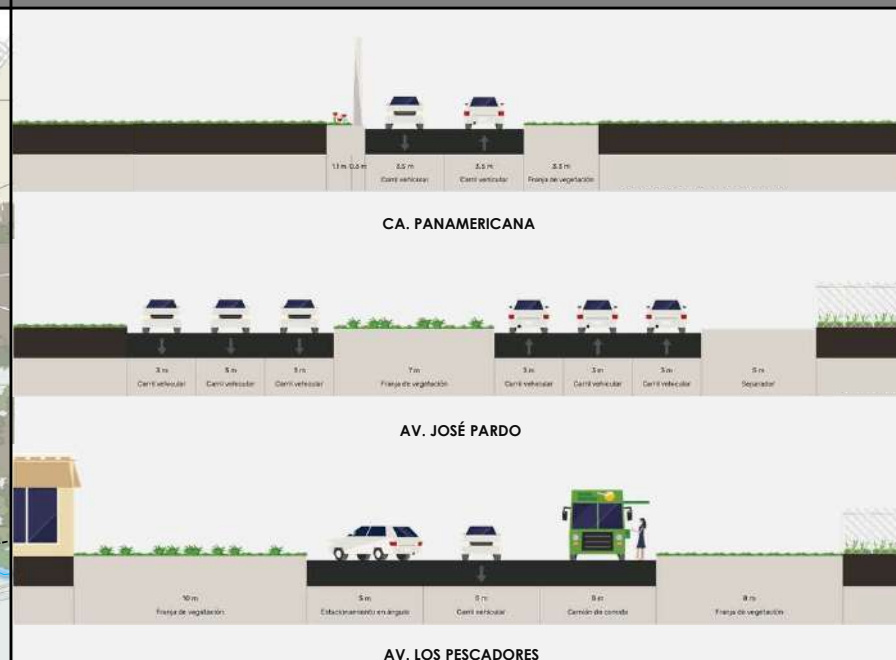 1.1 m 0.6 m 3.5 m 3.5 m 3.3 m
Carril vehicular Carril vehicular Franja de vegetación
CA. PANAMERICANA
3 m 3 m 3 m 7 m 3 m 3 m 3 m 5 m
Carril vehicular Carril vehicular Carril vehicular Franja de vegetación Carril vehicular Carril vehicular Carril vehicular Separador
AV. JOSÉ PARDO
10 m 5 m 5 m 5 m 8 m
Franja de vegetación Estacionamiento en ángulo Carril vehicular Camión de comida Franja de vegetación
AV. LOS PESCADORES